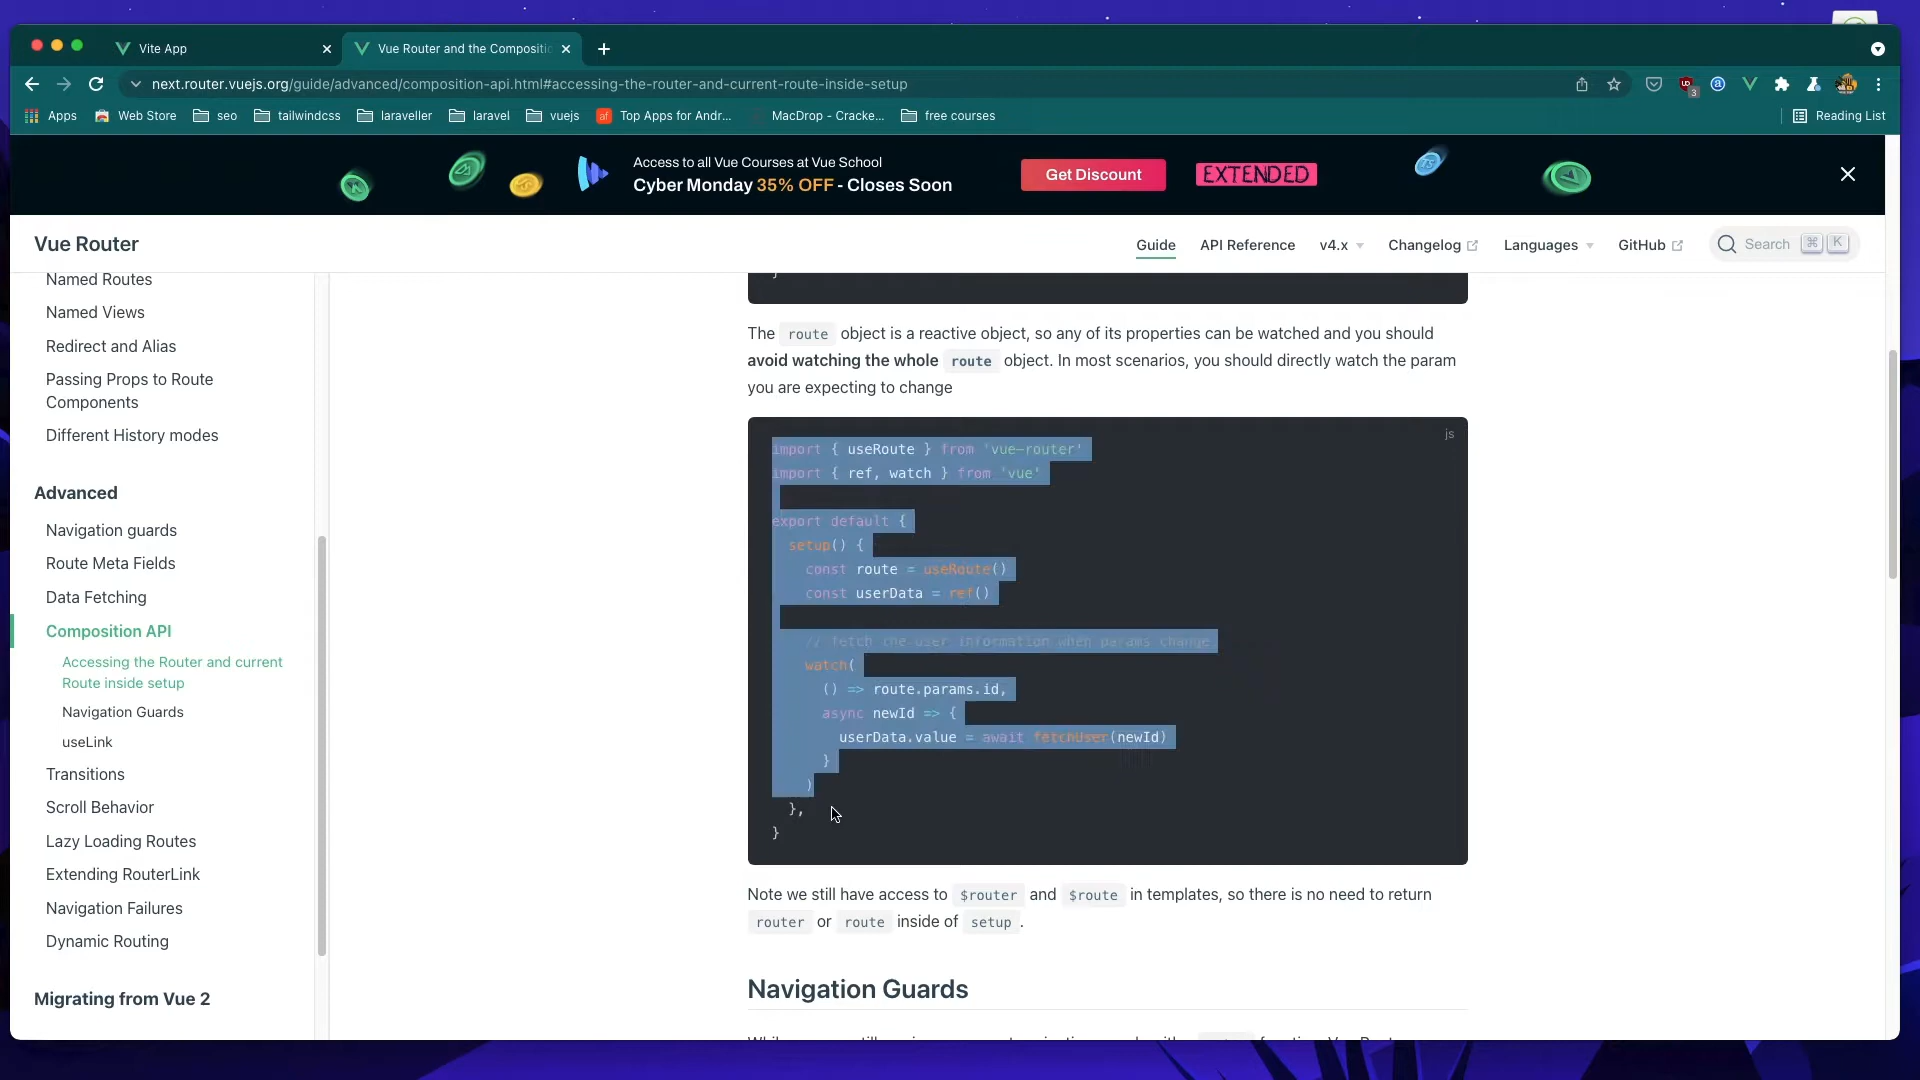 Vite App
Vue Router and the Compositi
next.router.vuejs.org/guide/advanced/composition-api.html#accessing-the-router-and-current-route-inside-setup
3
Apps
Web Store
seo
tailwindcss
laraveller
laravel
vuejs
af
Top Apps for Andr...
MacDrop - Cracke...
free courses
Reading List
Access to all Vue Courses at Vue School
Cyber Monday 35% OFF - Closes Soon
Get Discount
EXTENDED
Vue Router
Guide
API Reference
v4.x
Changelog
Languages
GitHub
Search
⌘ K
Named Routes
Named Views
Redirect and Alias
Passing Props to Route
Components
Different History modes
Advanced
Navigation guards
Route Meta Fields
Data Fetching
Composition API
Accessing the Router and current
Route inside setup
Navigation Guards
useLink
Transitions
Scroll Behavior
Lazy Loading Routes
Extending RouterLink
Navigation Failures
Dynamic Routing
Migrating from Vue 2
The route object is a reactive object, so any of its properties can be watched and you should
avoid watching the whole route object. In most scenarios, you should directly watch the param
you are expecting to change
js
import { useRoute } from 'vue-router'
import { ref, watch } from 'vue'
export default {
setup() {
const route = useRoute()
const userData = ref()
// fetch the user information when params change
watch(
() => route.params.id,
async newId => {
userData.value = await fetchUser(newId)
}
)
},
}
Note we still have access to $router and $route in templates, so there is no need to return
router or route inside of setup .
Navigation Guards